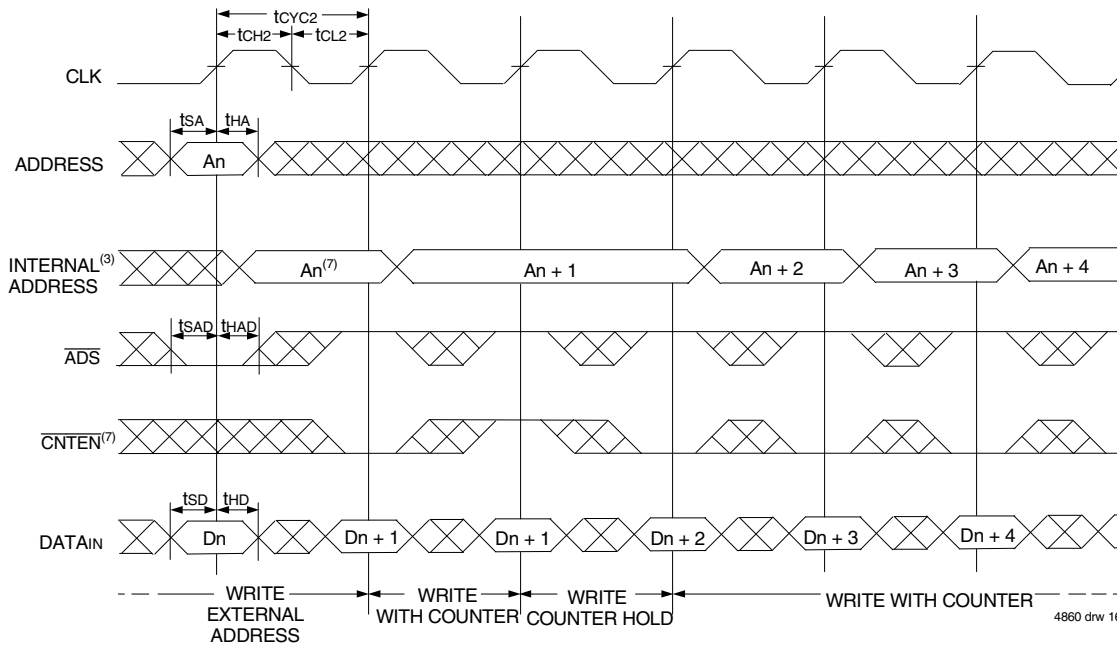 tCYC2
tCH2 tCL2
CLK
tSA tHA
ADDRESS An
INTERNAL(3)
ADDRESS
An(7) An + 1 An + 2 An + 3 An + 4
tSAD tHAD
ADS
CNTEN(7)
tSD tHD
DATAIN Dn Dn + 1 Dn + 1 Dn + 2 Dn + 3 Dn + 4
WRITE
EXTERNAL
ADDRESS
WRITE
WITH COUNTER
WRITE
COUNTER HOLD
WRITE WITH COUNTER
4860 drw 16